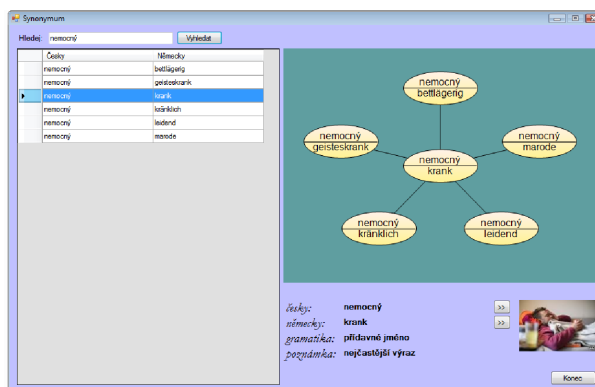 Synonymum
Hledej: nemocný Vyhledat
Česky Německy
nemocný bettlägerig
nemocný geisteskrank
nemocný krank
nemocný kränklich
nemocný leidend
nemocný marode
nemocný
bettlägerig
nemocný
geisteskrank
nemocný
marode
nemocný
krank
nemocný
kränklich
nemocný
leidend
česky: nemocný >>
německy: krank >>
gramatika: přídavné jméno
poznámka: nejčastější výraz
Konec